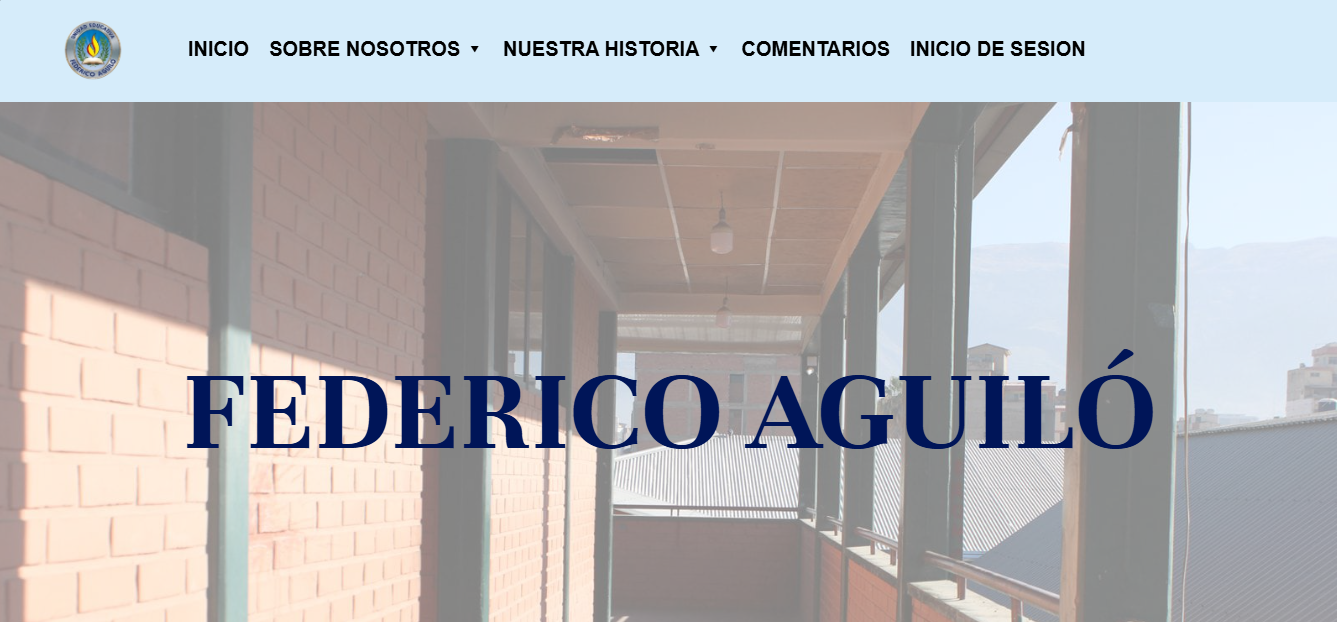 UNIDAD EDUCATIVA
FEDERICO AGUILÓ
INICIO SOBRE NOSOTROS NUESTRA HISTORIA COMENTARIOS INICIO DE SESION
FEDERICO AGUILÓ